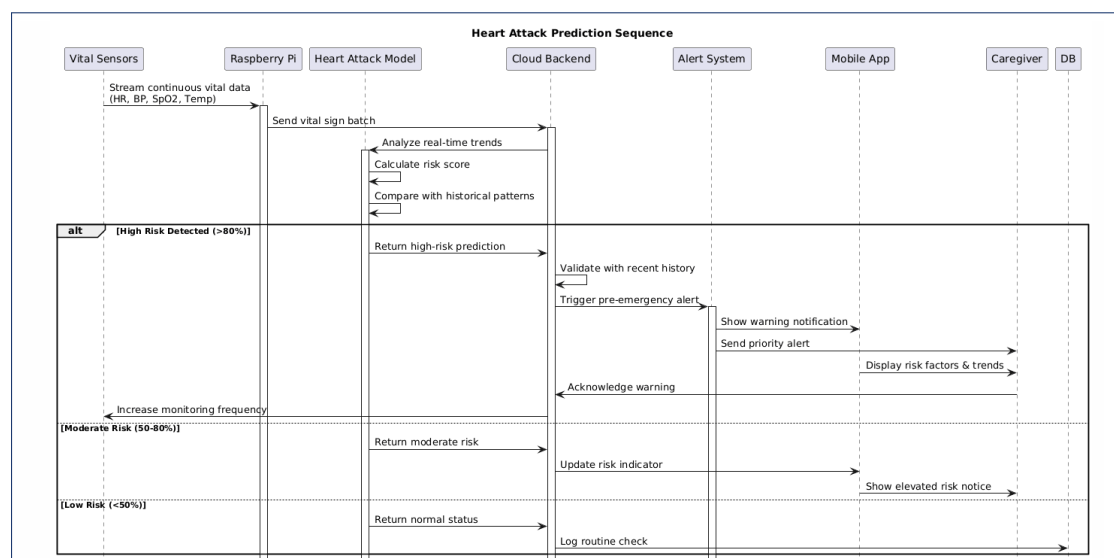 Heart Attack Prediction Sequence
Vital Sensors
Raspberry Pi
Heart Attack Model
Cloud Backend
Alert System
Mobile App
Caregiver
DB
Stream continuous vital data
(HR, BP, SpO2, Temp)
Send vital sign batch
Analyze real-time trends
Calculate risk score
Compare with historical patterns
alt
[High Risk Detected (>80%)]
Return high-risk prediction
Validate with recent history
Trigger pre-emergency alert
Show warning notification
Send priority alert
Display risk factors & trends
Acknowledge warning
Increase monitoring frequency
[Moderate Risk (50-80%)]
Return moderate risk
Update risk indicator
Show elevated risk notice
[Low Risk (<50%)]
Return normal status
Log routine check